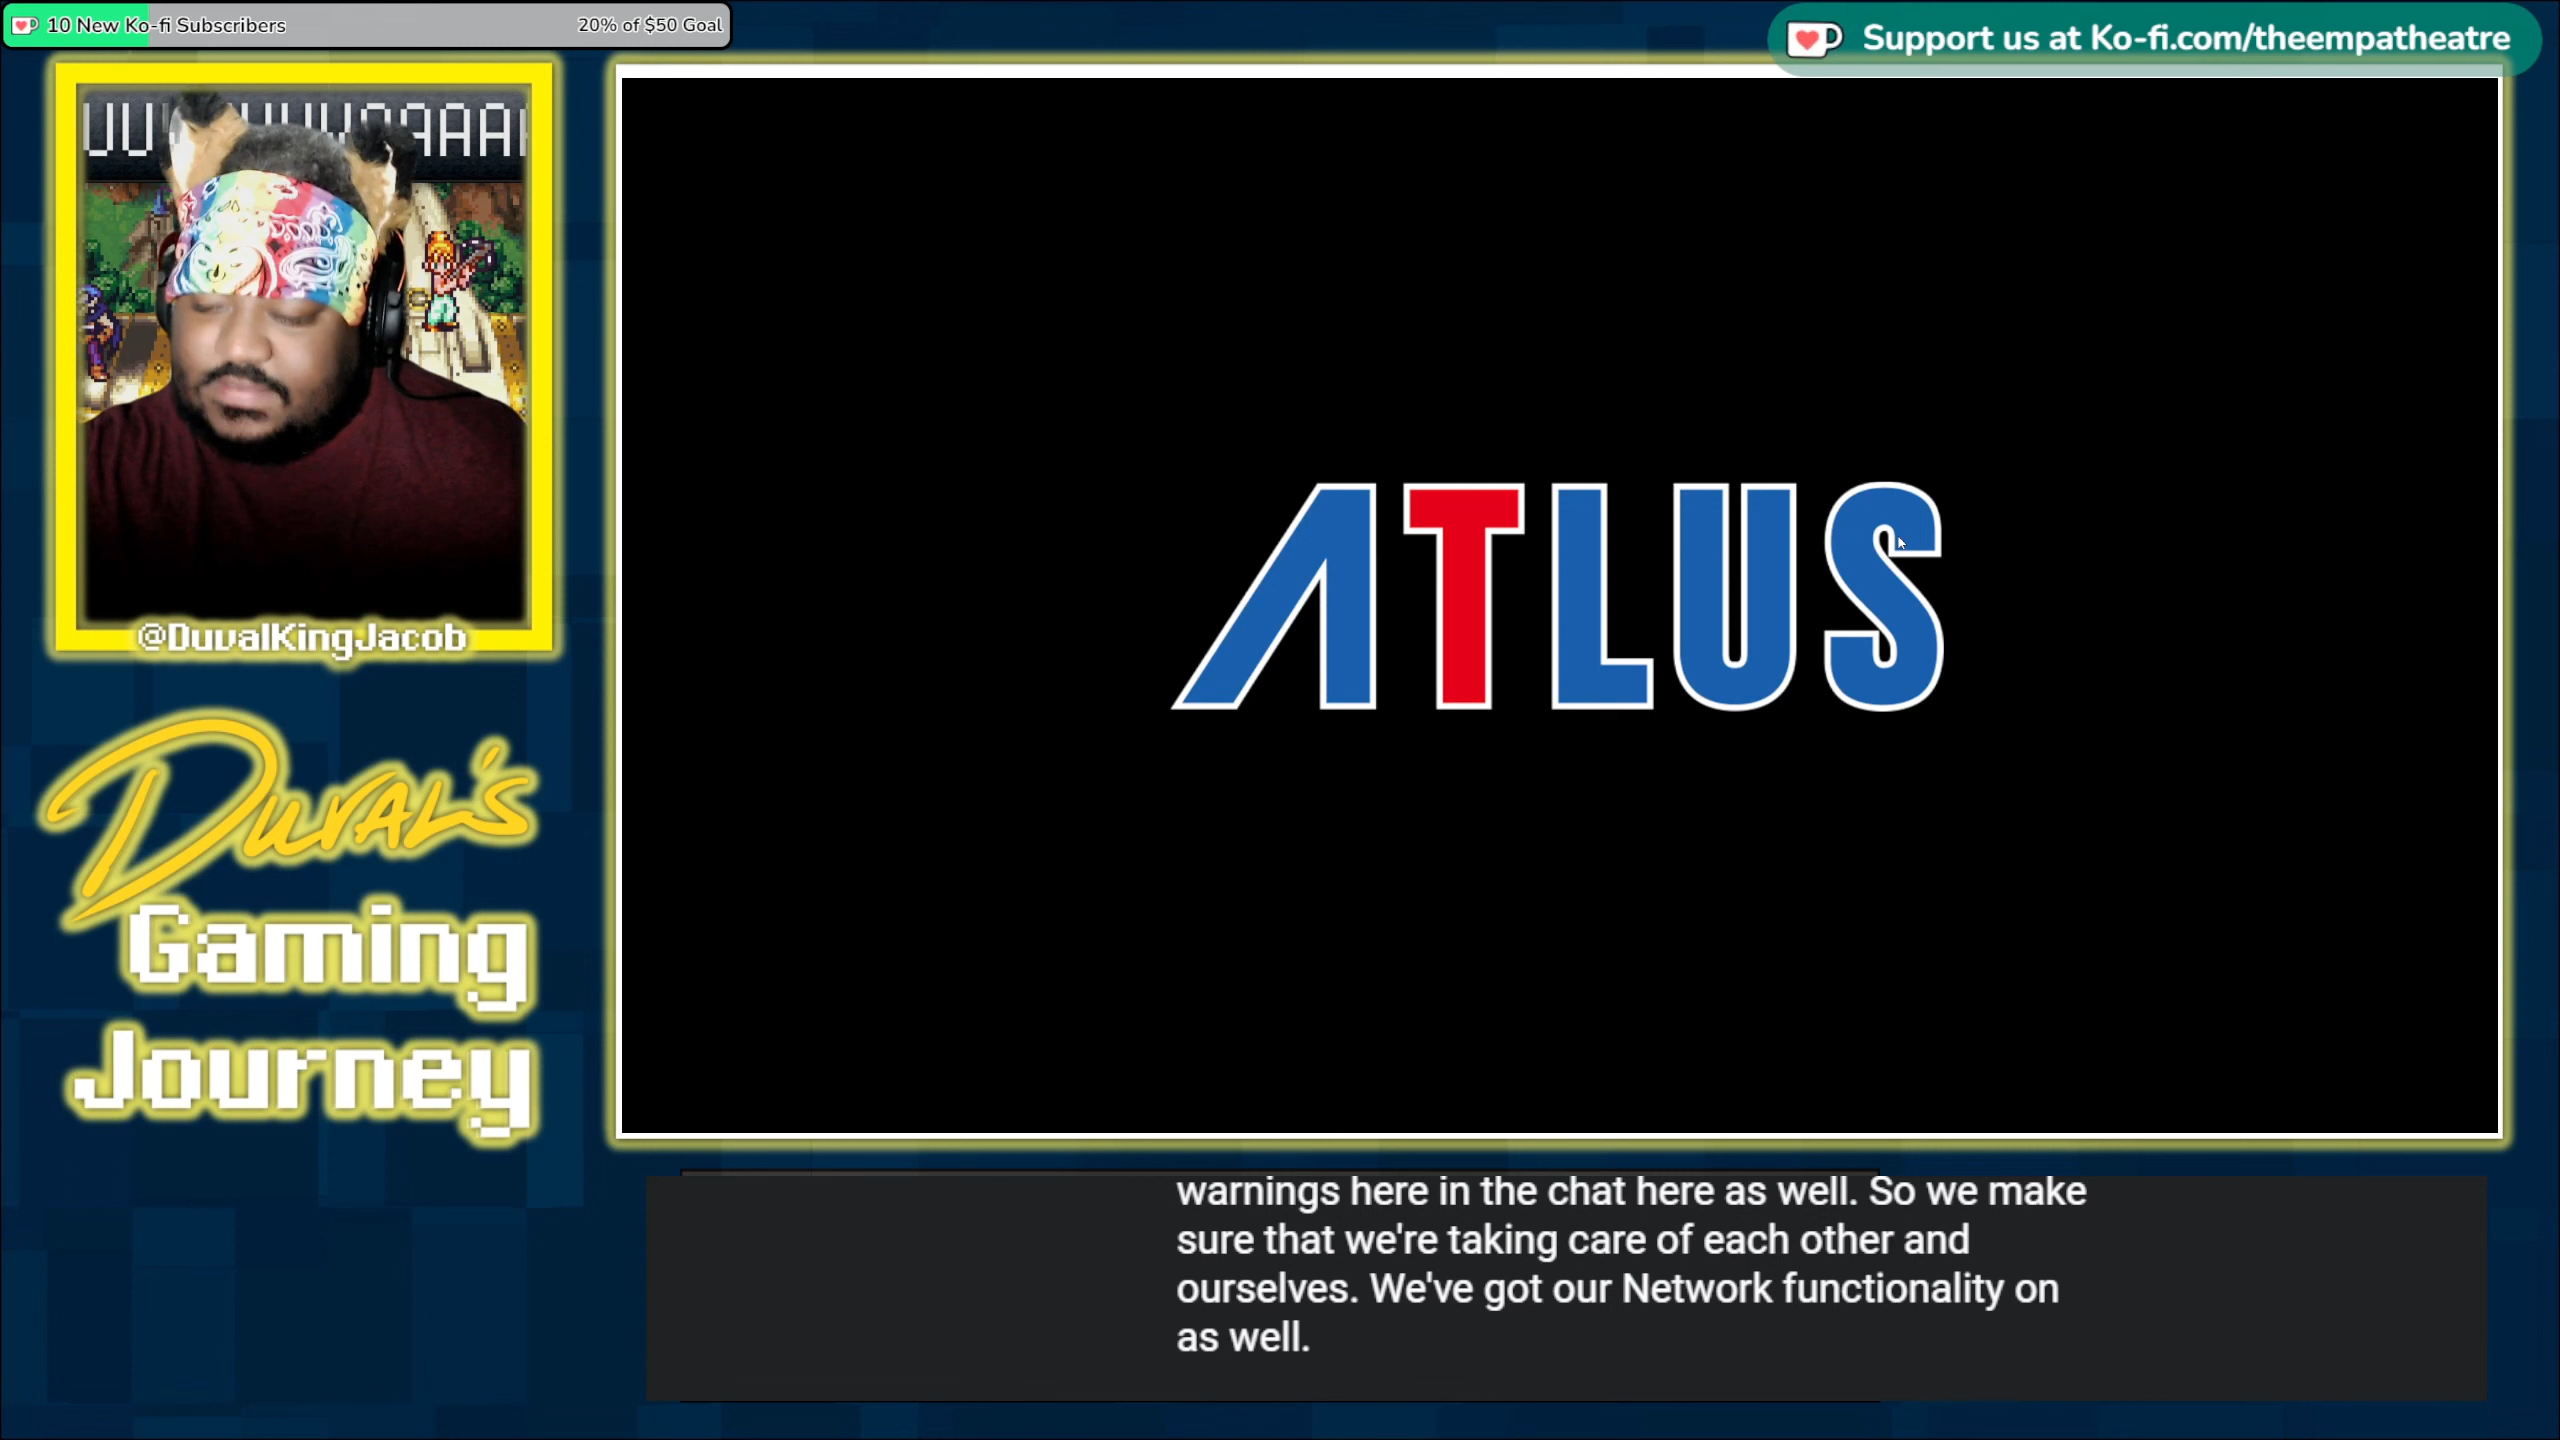 10 New Ko-fi Subscribers
20% of $50 Goal
Support us at Ko-fi.com/theempatheatre
@DuvalKingJacob
DUVAL'S
Gaming
Journey
ATLUS
warnings here in the chat here as well. So we make
sure that we're taking care of each other and
ourselves. We've got our Network functionality on
as well.